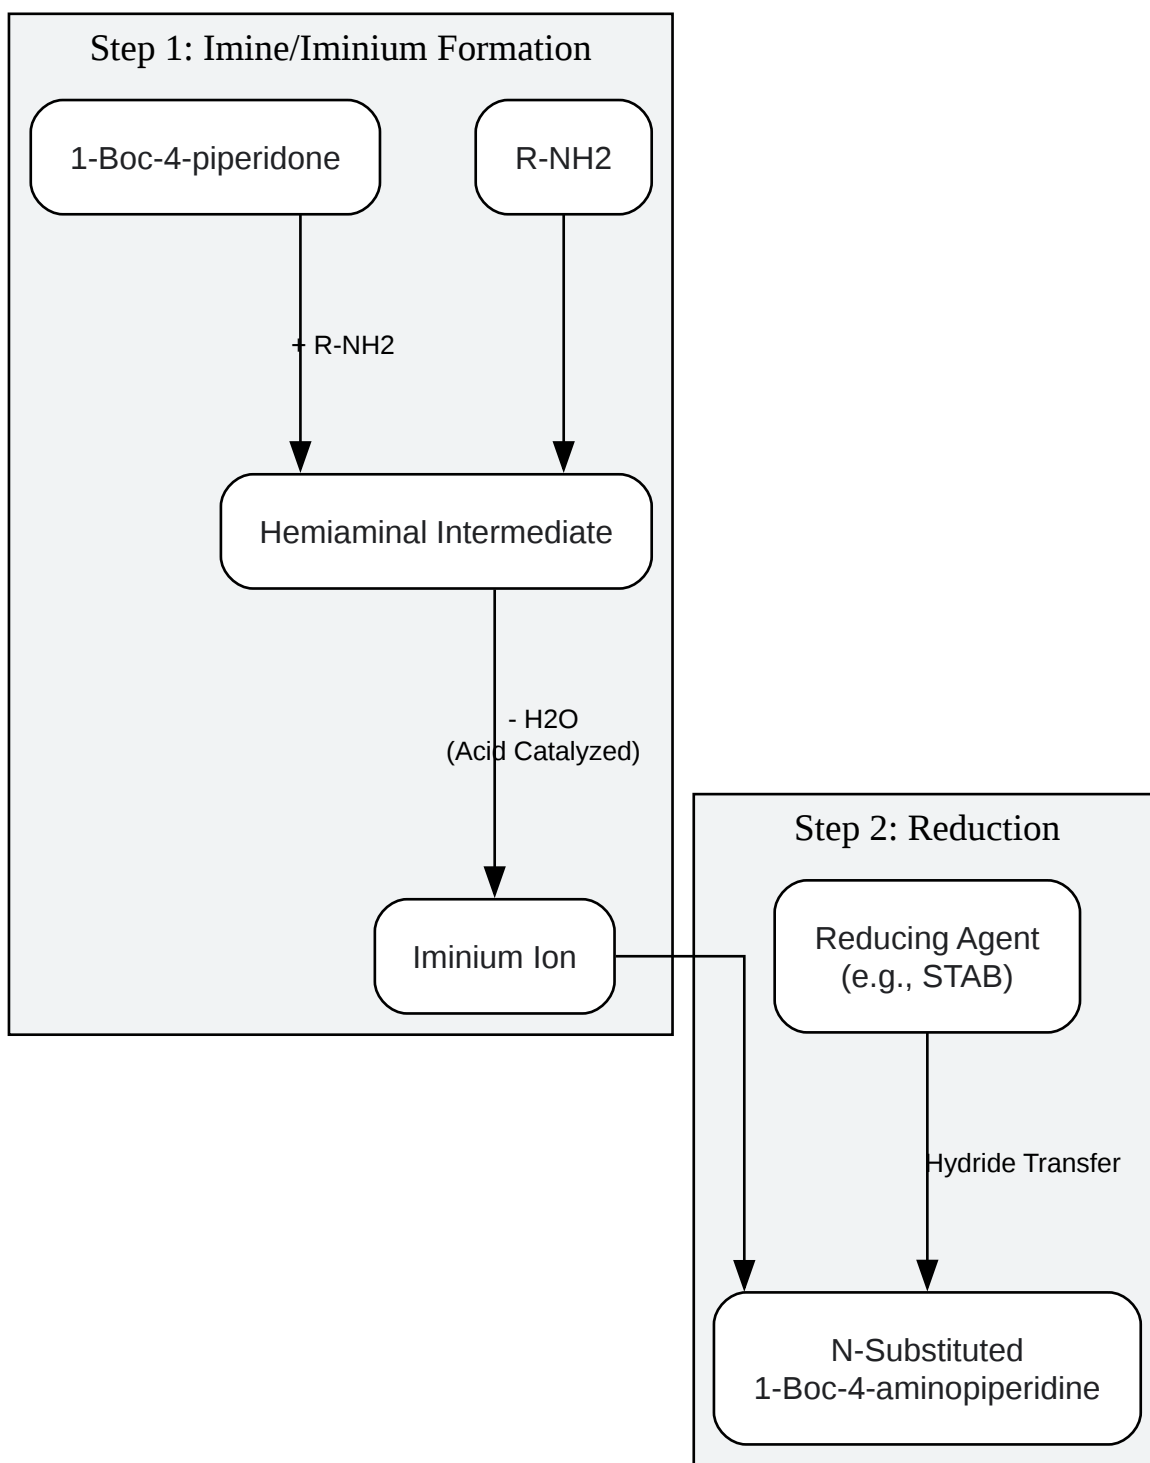 Step 1: Imine/Iminium Formation
1-Boc-4-piperidone
R-NH2
+ R-NH2
Hemiaminal Intermediate
- H2O
(Acid Catalyzed)
Step 2: Reduction
Iminium Ion
Reducing Agent
(e.g., STAB)
Hydride Transfer
N-Substituted
1-Boc-4-aminopiperidine